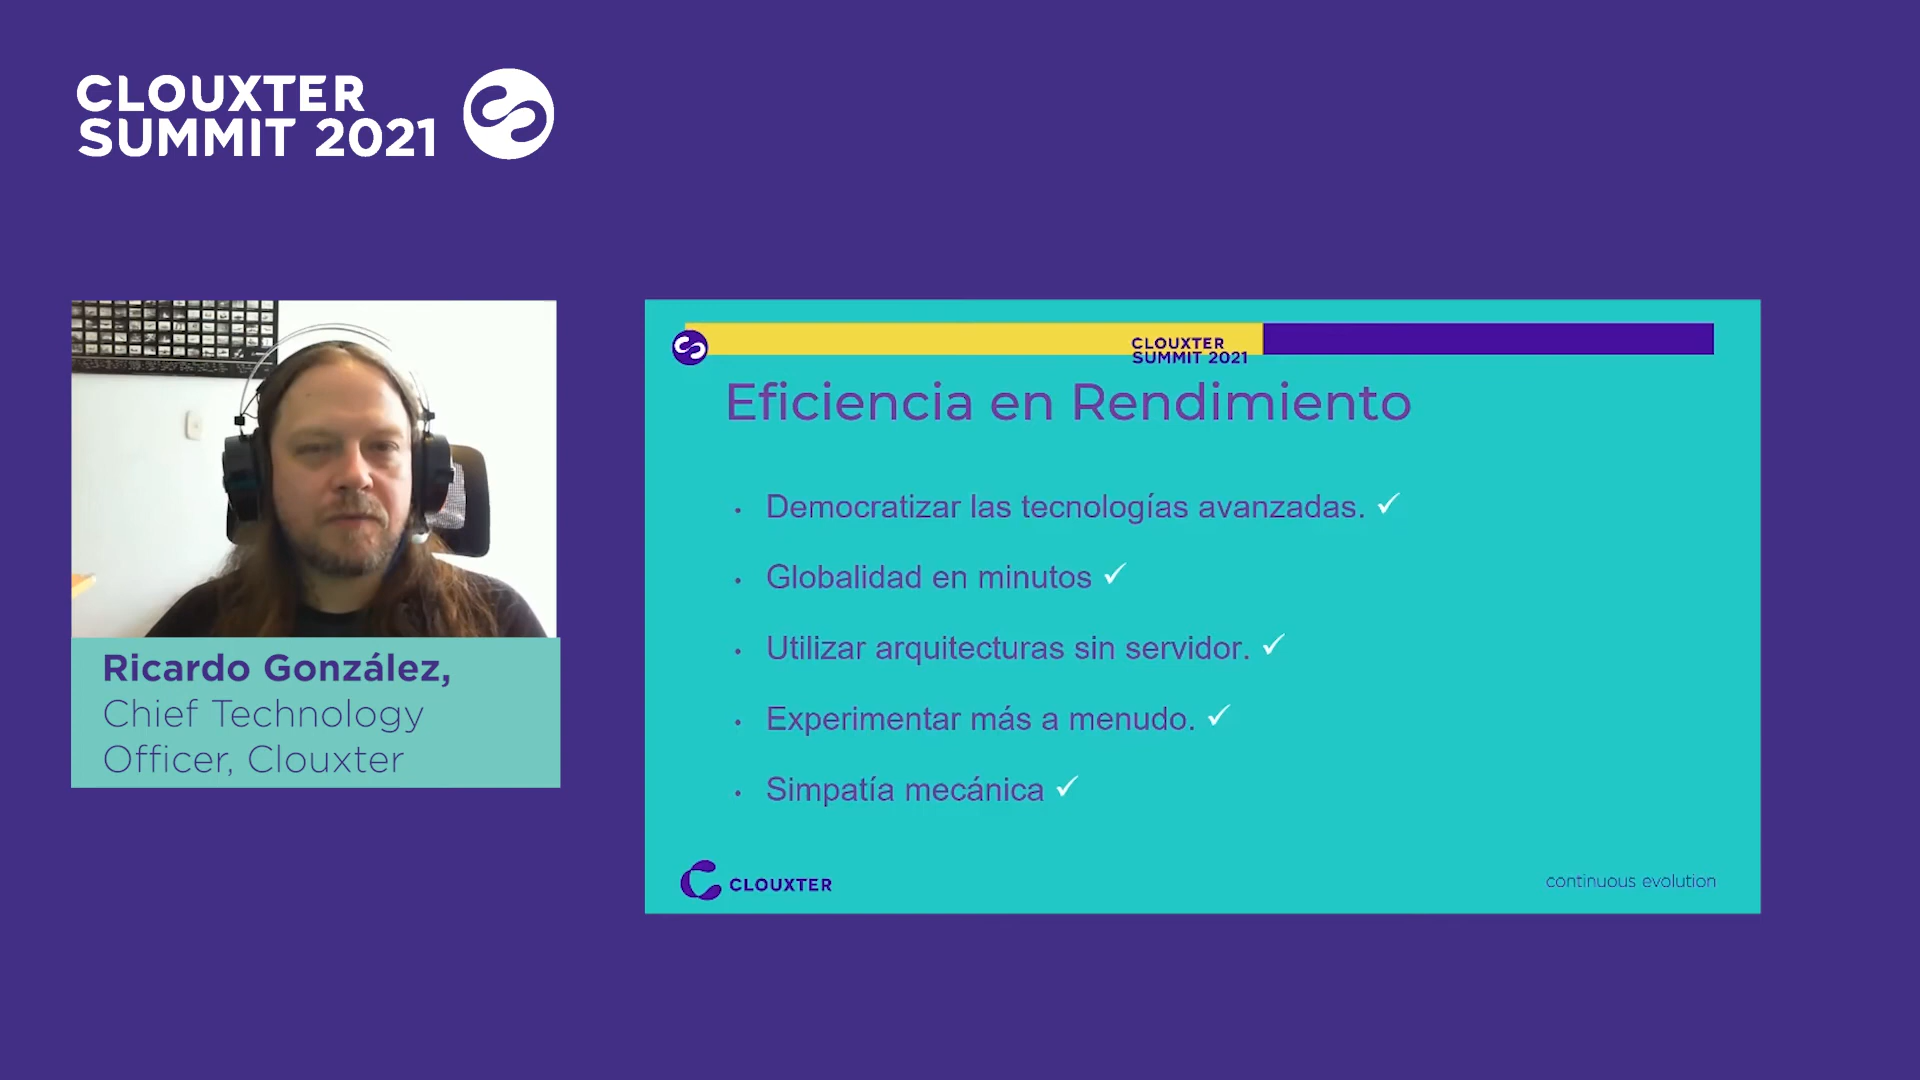 CLOUXTER
SUMMIT 2021
Ricardo González,
Chief Technology
Officer, Clouxter
CLOUXTER
SUMMIT 2021
Eficiencia en Rendimiento
• Democratizar las tecnologías avanzadas. ✓
• Globalidad en minutos ✓
• Utilizar arquitecturas sin servidor. ✓
• Experimentar más a menudo. ✓
• Simpatía mecánica ✓
CLOUXTER
continuous evolution